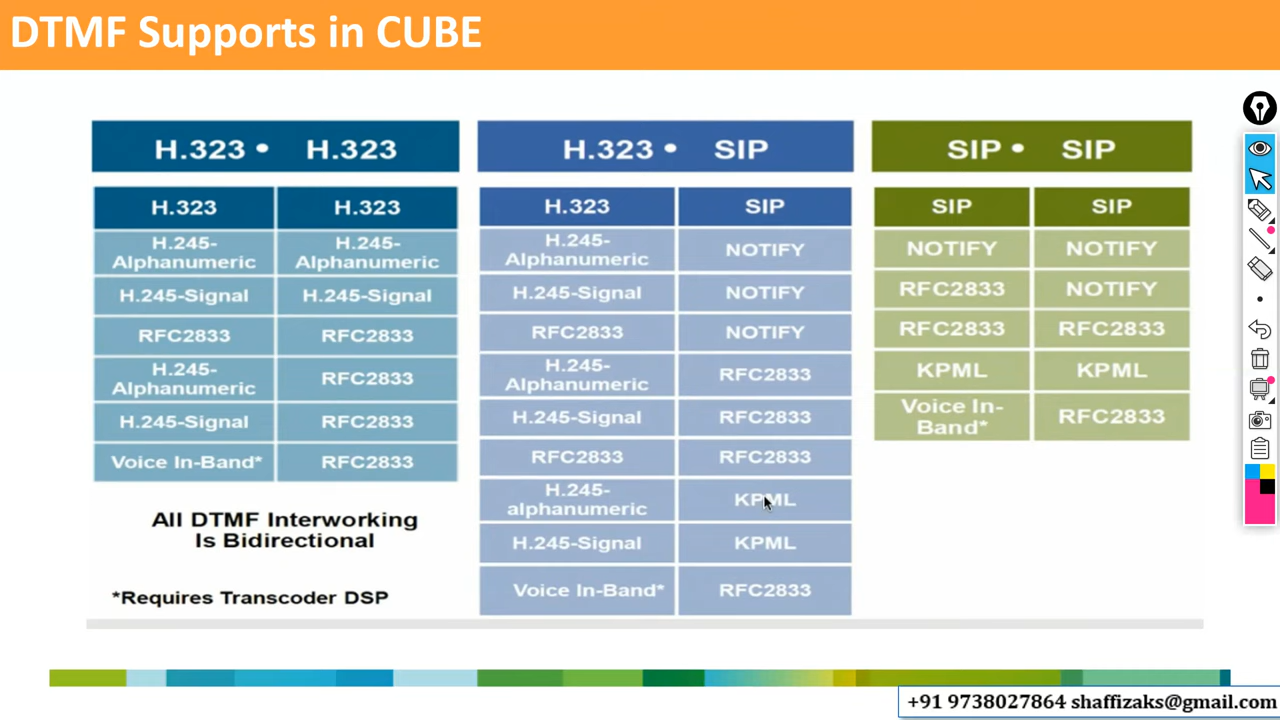 DTMF Supports in CUBE
H.323 • H.323
H.323 H.323
H.245-
Alphanumeric
H.245-
Alphanumeric
H.245-Signal H.245-Signal
RFC2833 RFC2833
H.245-
Alphanumeric
RFC2833
H.245-Signal RFC2833
Voice In-Band* RFC2833
All DTMF Interworking
Is Bidirectional
*Requires Transcoder DSP
H.323 • SIP
H.323 SIP
H.245-
Alphanumeric
NOTIFY
H.245-Signal NOTIFY
RFC2833 NOTIFY
H.245-
Alphanumeric
RFC2833
H.245-Signal RFC2833
RFC2833 RFC2833
H.245-
alphanumeric
KPML
H.245-Signal KPML
Voice In-Band* RFC2833
SIP • SIP
SIP SIP
NOTIFY NOTIFY
RFC2833 NOTIFY
RFC2833 RFC2833
KPML KPML
Voice In-
Band*
RFC2833
+91 9738027864 shaffizaks@gmail.com